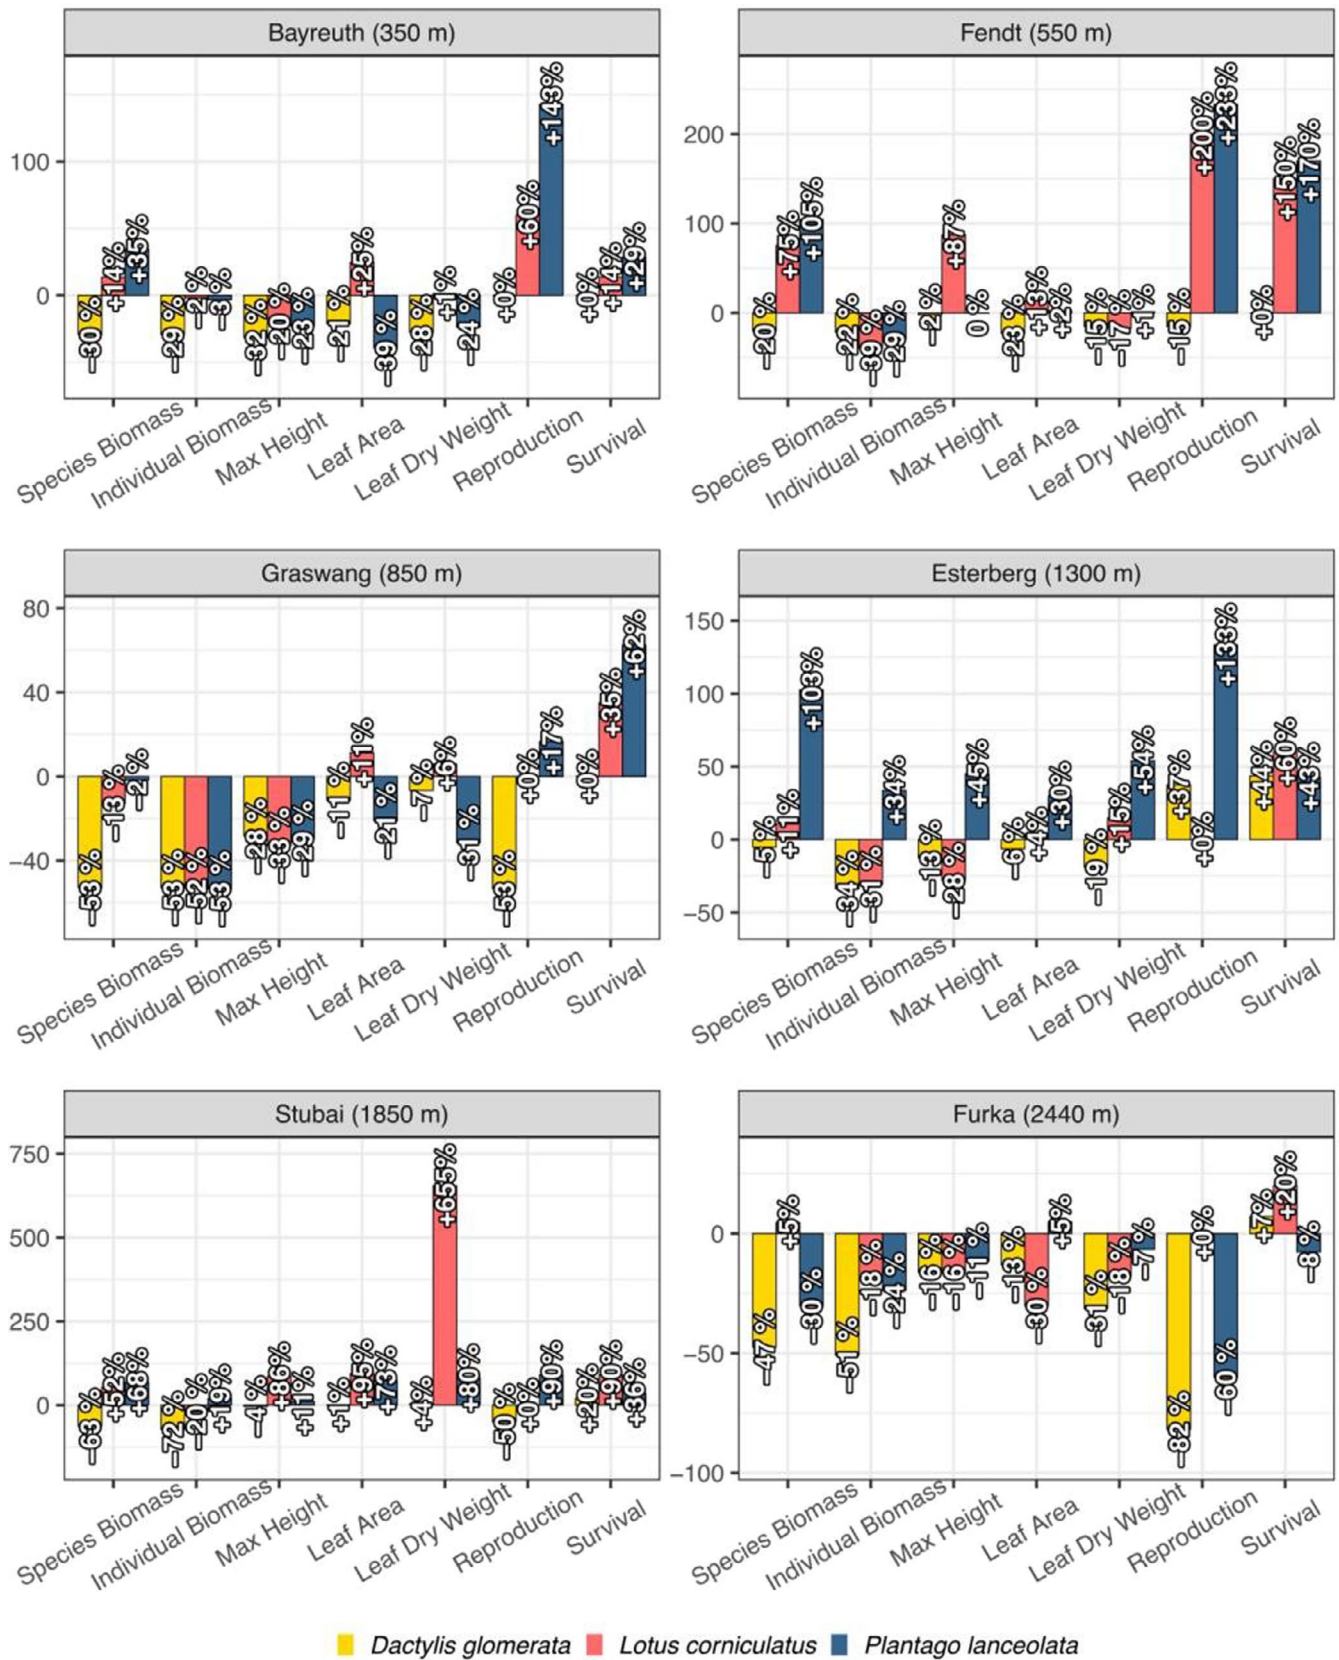 Bayreuth (350 m)
100
0
−30 % +14% +35% −29 % −2 % −3 % −32 % −20 % −23 % −21 % +25% −39 % −28 % +1% −24 % +0% +60% +143% +0% +14% +29%
Species Biomass Individual Biomass Max Height Leaf Area Leaf Dry Weight Reproduction Survival
Fendt (550 m)
200
100
0
−20 % +75% +105% −22 % −39 % −29 % −2 % +87% 0 % −23 % +13% +2% −15 % −17 % +1% −15 % +200% +233% +0% +150% +170%
Species Biomass Individual Biomass Max Height Leaf Area Leaf Dry Weight Reproduction Survival
Graswang (850 m)
80
40
0
−40
−53 % −13 % −2 % −53 % −52 % −53 % −28 % −33 % −29 % −11 % +11% −21 % −7 % +6% −31 % −53 % +0% +17% +0% +35% +62%
Species Biomass Individual Biomass Max Height Leaf Area Leaf Dry Weight Reproduction Survival
Esterberg (1300 m)
150
100
50
0
−50
−5 % +11% +103% −34 % −31 % +34% −13 % −28 % +45% −6 % +4% +30% −19 % +15% +54% +37% +0% +133% +44% +60% +43%
Species Biomass Individual Biomass Max Height Leaf Area Leaf Dry Weight Reproduction Survival
Stubai (1850 m)
750
500
250
0
−63 % +52% +68% −72 % −20 % +19% −4 % +86% +11% +1% +95% +73% +4% +655% +80% −50 % +0% +90% +20% +90% +36%
Species Biomass Individual Biomass Max Height Leaf Area Leaf Dry Weight Reproduction Survival
Furka (2440 m)
0
−50
−100
−47 % +5% −30 % −51 % −18 % −24 % −16 % −16 % −11 % −13 % −30 % +5% −31 % −18 % −7 % −82 % +0% −60 % +7% +20% −8 %
Species Biomass Individual Biomass Max Height Leaf Area Leaf Dry Weight Reproduction Survival
Dactylis glomerata Lotus corniculatus Plantago lanceolata